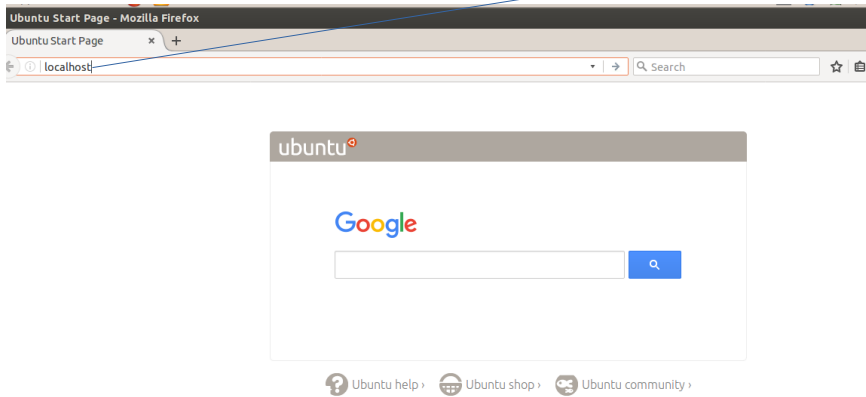 Ubuntu Start Page - Mozilla Firefox
Ubuntu Start Page × +
localhost Search
ubuntu
Google
Ubuntu help › Ubuntu shop › Ubuntu community ›